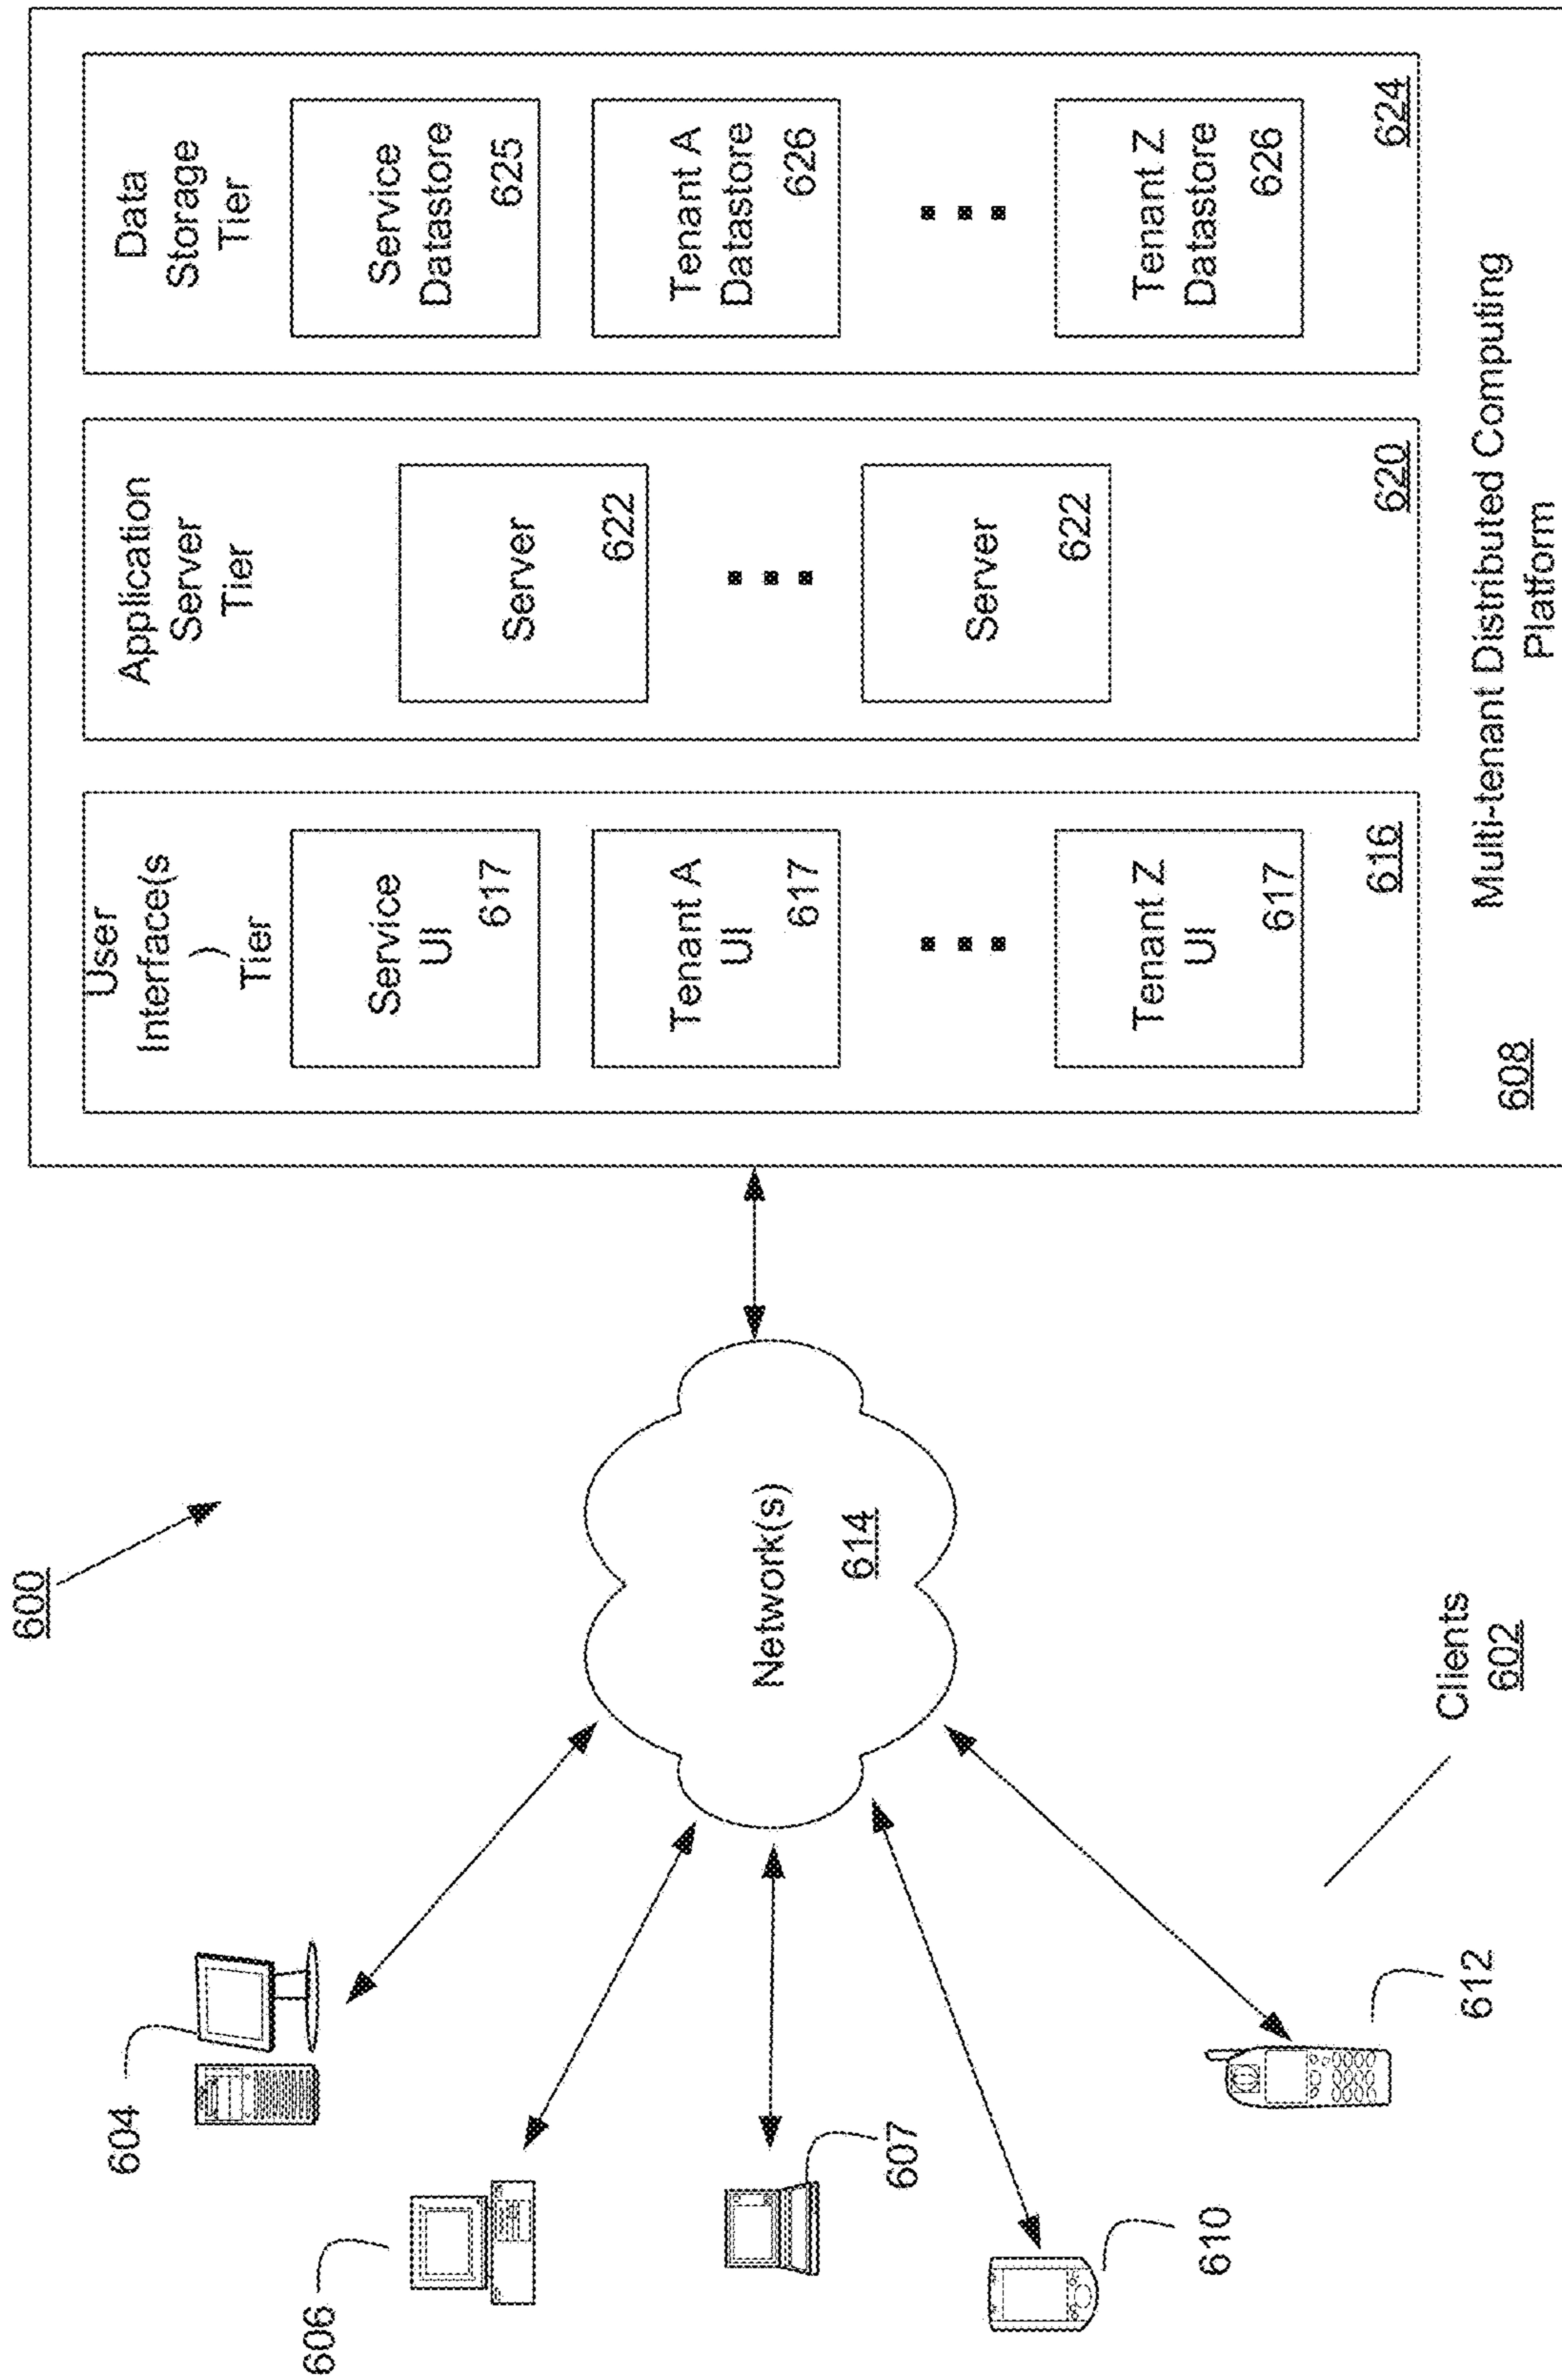 600
604
606
607
610
612
Clients
602
Network(s)
614
User
Interface(s
)
Tier
Service
UI
617
Tenant A
UI
617
Tenant Z
UI
617
616
Application
Server
Tier
Server
622
Server
622
620
Data
Storage
Tier
Service
Datastore
625
Tenant A
Datastore
626
Tenant Z
Datastore
626
624
608
Multi-tenant Distributed Computing
Platform